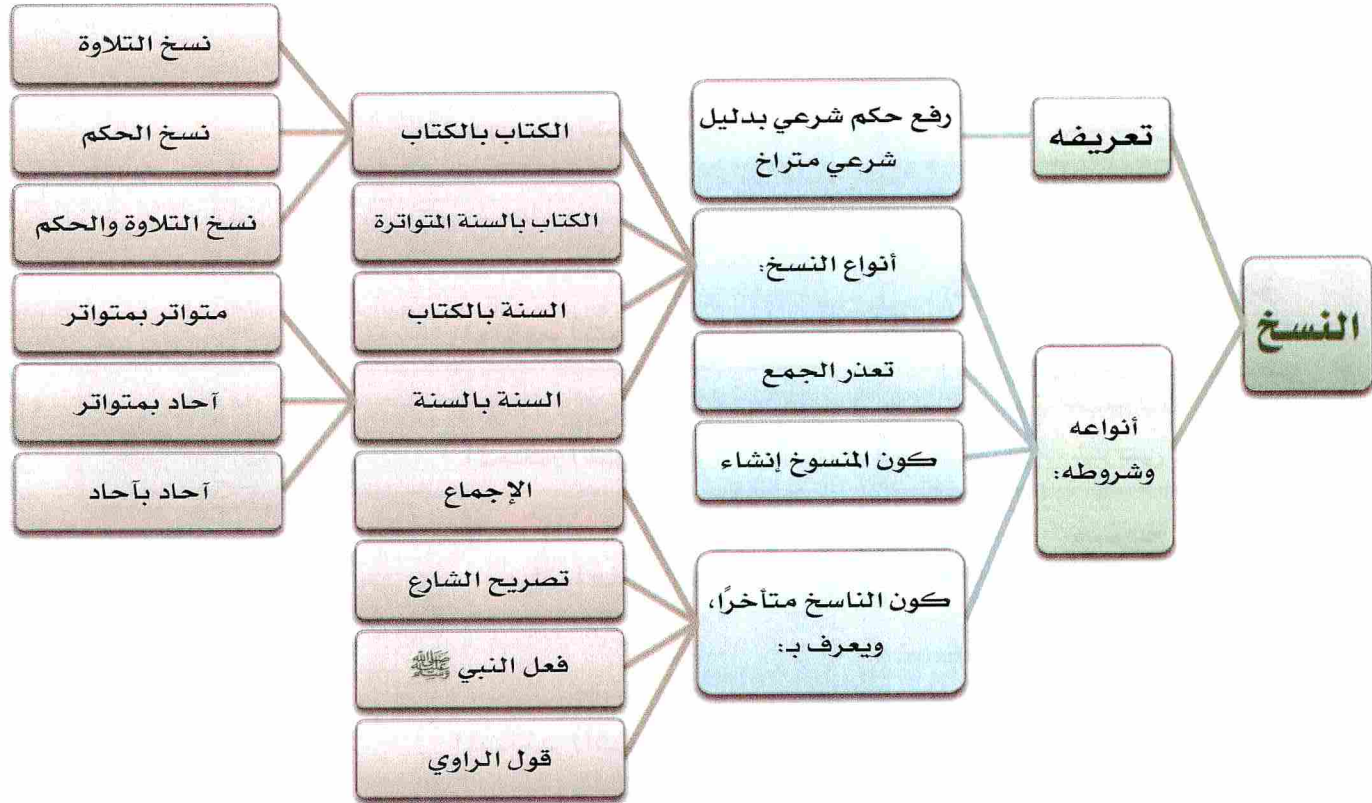 النسخ
تعريفه
رفع حكم شرعي بدليل
شرعي متراخ
أنواعه
وشروطه:
أنواع النسخ:
الكتاب بالكتاب
نسخ التلاوة
نسخ الحكم
نسخ التلاوة والحكم
الكتاب بالسنة المتواترة
السنة بالكتاب
السنة بالسنة
متواتر بمتواتر
آحاد بمتواتر
آحاد بآحاد
تعذر الجمع
كون المنسوخ إنشاء
كون الناسخ متأخرًا،
ويعرف بـ:
الإجماع
تصريح الشارع
فعل النبي ﷺ
قول الراوي